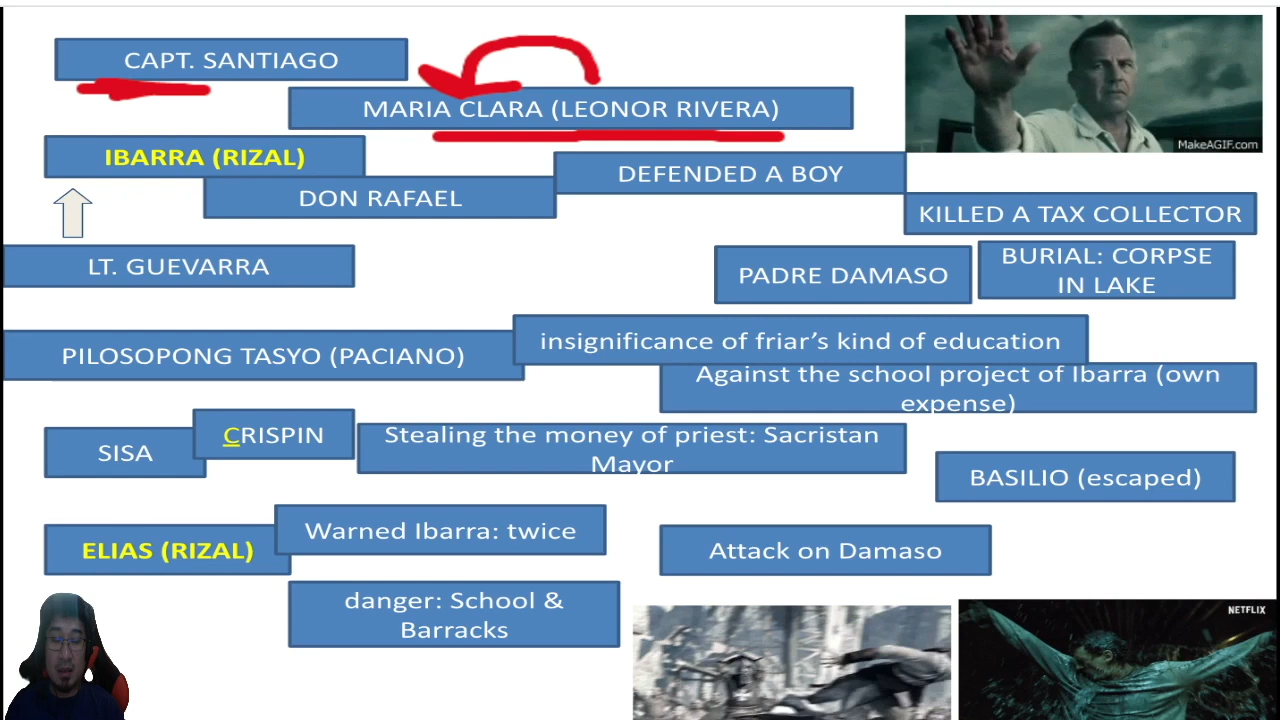 CAPT. SANTIAGO
MARIA CLARA (LEONOR RIVERA)
MakeAGIF.com
IBARRA (RIZAL)
DEFENDED A BOY
DON RAFAEL
KILLED A TAX COLLECTOR
LT. GUEVARRA
PADRE DAMASO
BURIAL: CORPSE
IN LAKE
PILOSOPONG TASYO (PACIANO)
insignificance of friar’s kind of education
Against the school project of Ibarra (own
expense)
SISA
CRISPIN
Stealing the money of priest: Sacristan
Mayor
BASILIO (escaped)
ELIAS (RIZAL)
Warned Ibarra: twice
Attack on Damaso
danger: School &
Barracks
NETFLIX